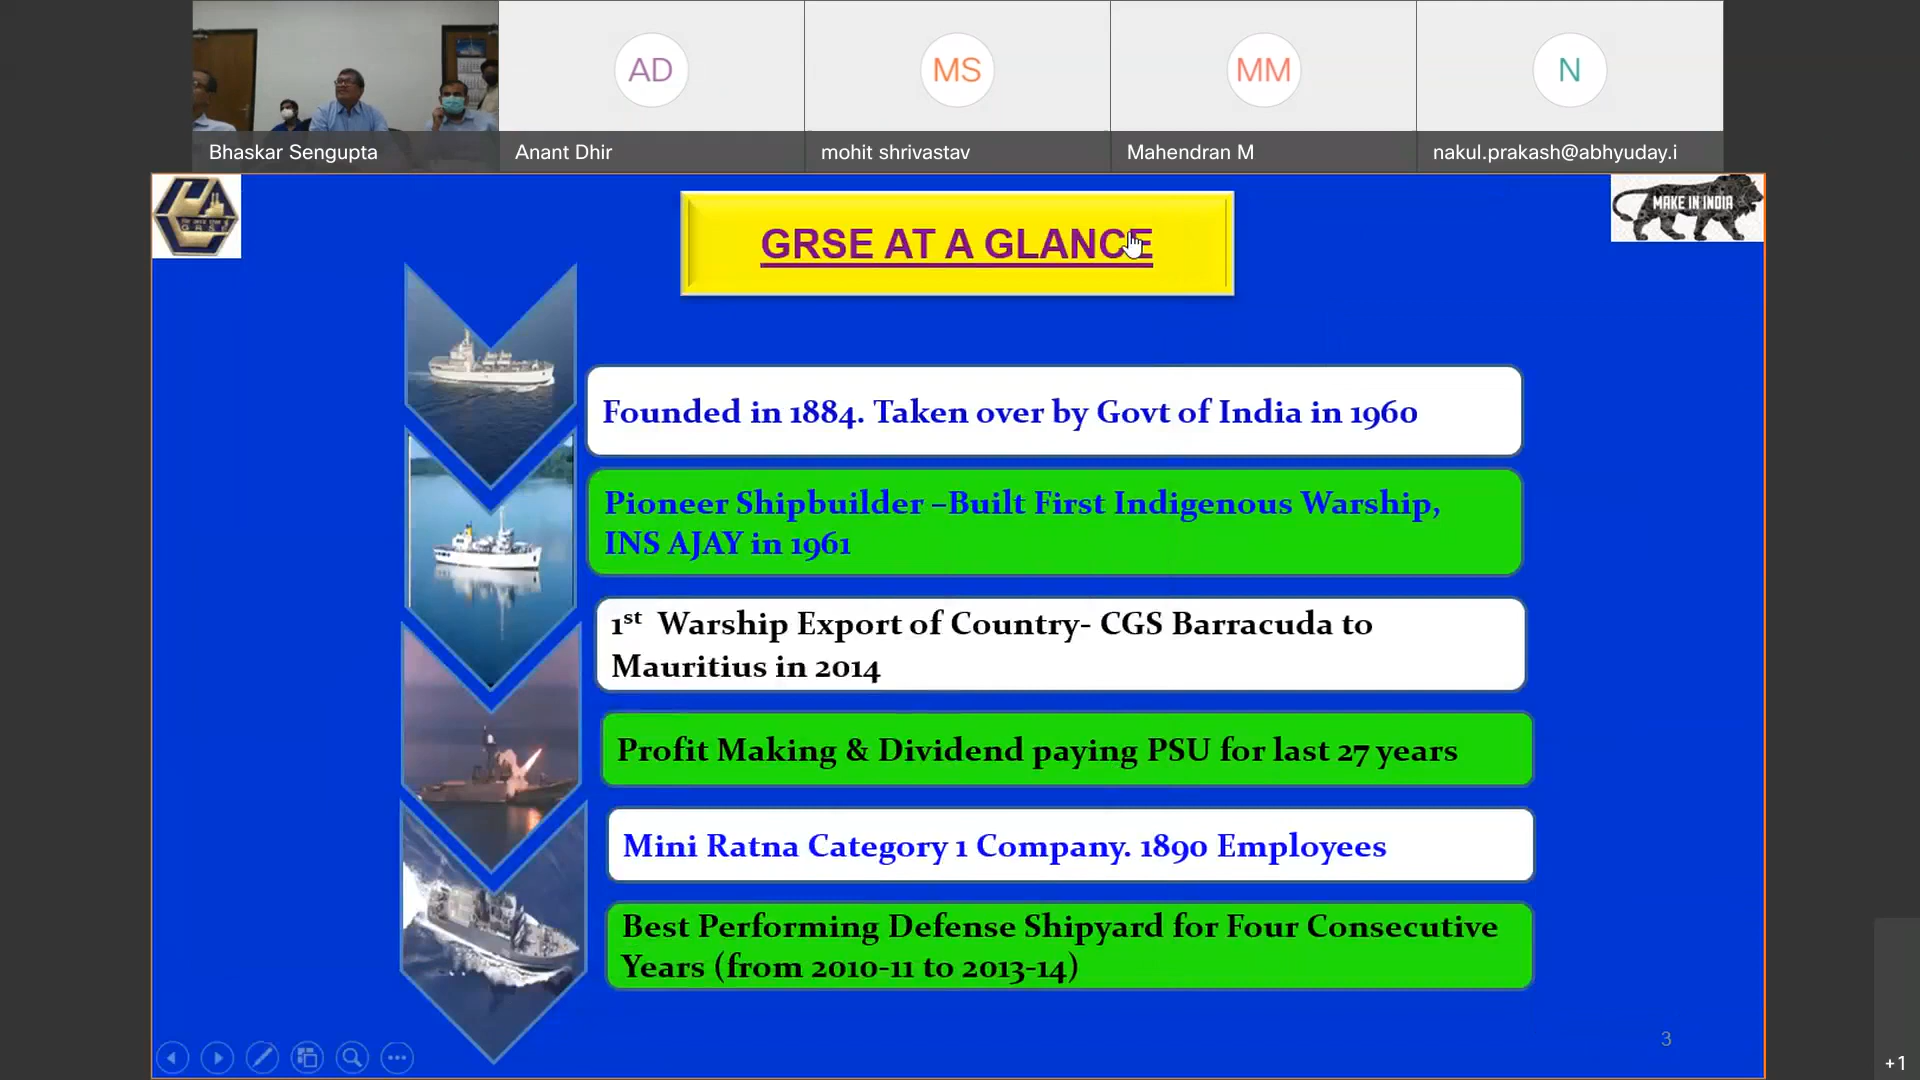 AD
MS
MM
N
Bhaskar Sengupta
Anant Dhir
mohit shrivastav
Mahendran M
nakul.prakash@abhyuday.i
MAKE IN INDIA
GRSE AT A GLANCE
Founded in 1884. Taken over by Govt of India in 1960
Pioneer Shipbuilder –Built First Indigenous Warship,
INS AJAY in 1961
1st Warship Export of Country- CGS Barracuda to
Mauritius in 2014
Profit Making & Dividend paying PSU for last 27 years
Mini Ratna Category 1 Company. 1890 Employees
Best Performing Defense Shipyard for Four Consecutive
Years (from 2010-11 to 2013-14)
3
+1